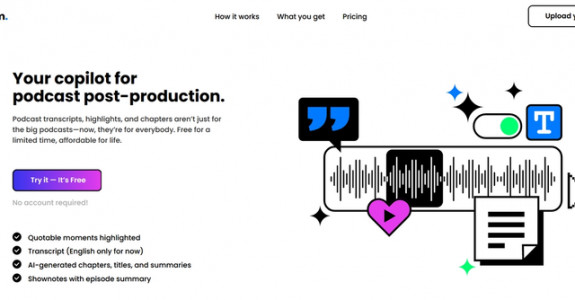 How it works
What you get
Pricing
Upload
Your copilot for
podcast post-production.
Podcast transcripts, highlights, and chapters aren't just for
the big podcasts—now, they're for everybody. Free for a
limited time, affordable for life.
Try it — It's Free
No account required!
Quotable moments highlighted
Transcript (English only for now)
AI-generated chapters, titles, and summaries
Shownotes with episode summary
T